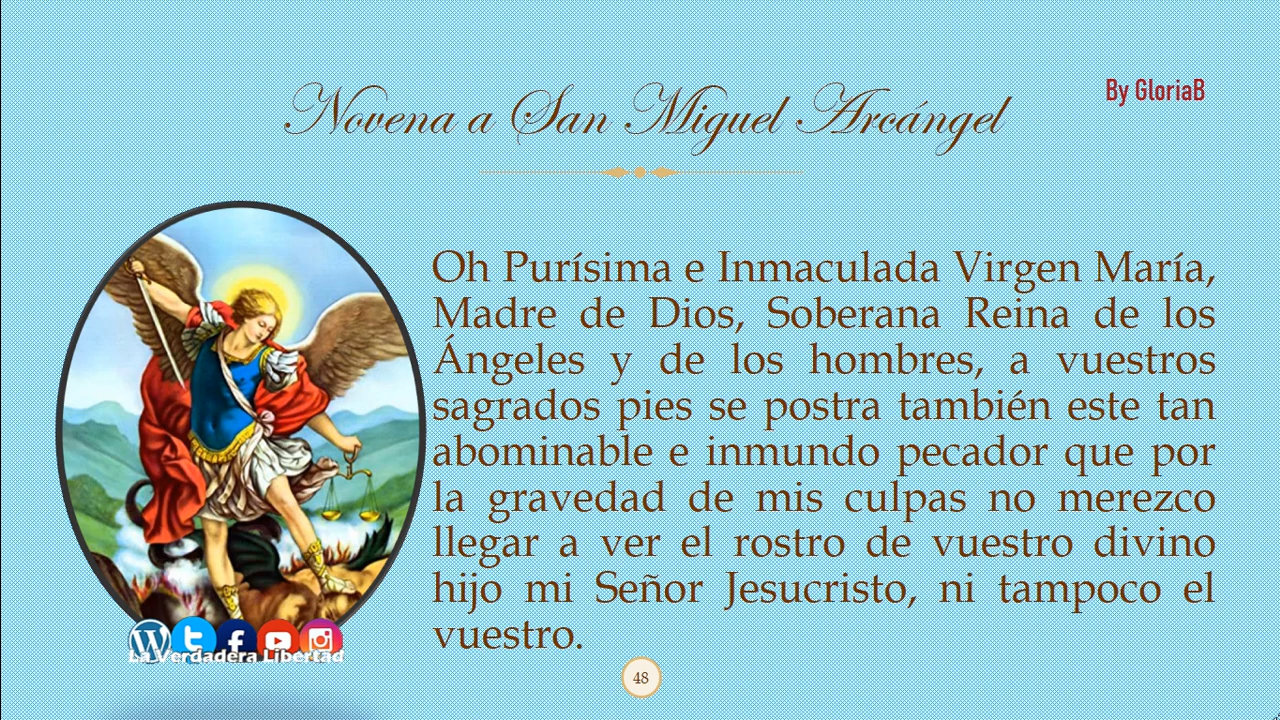 Novena a San Miguel Arcángel
By GloriaB
Oh Purísima e Inmaculada Virgen María,
Madre de Dios, Soberana Reina de los
Ángeles y de los hombres, a vuestros
sagrados pies se postra también este tan
abominable e inmundo pecador que por
la gravedad de mis culpas no merezco
llegar a ver el rostro de vuestro divino
hijo mi Señor Jesucristo, ni tampoco el
vuestro.
La Verdadera Libertad
48